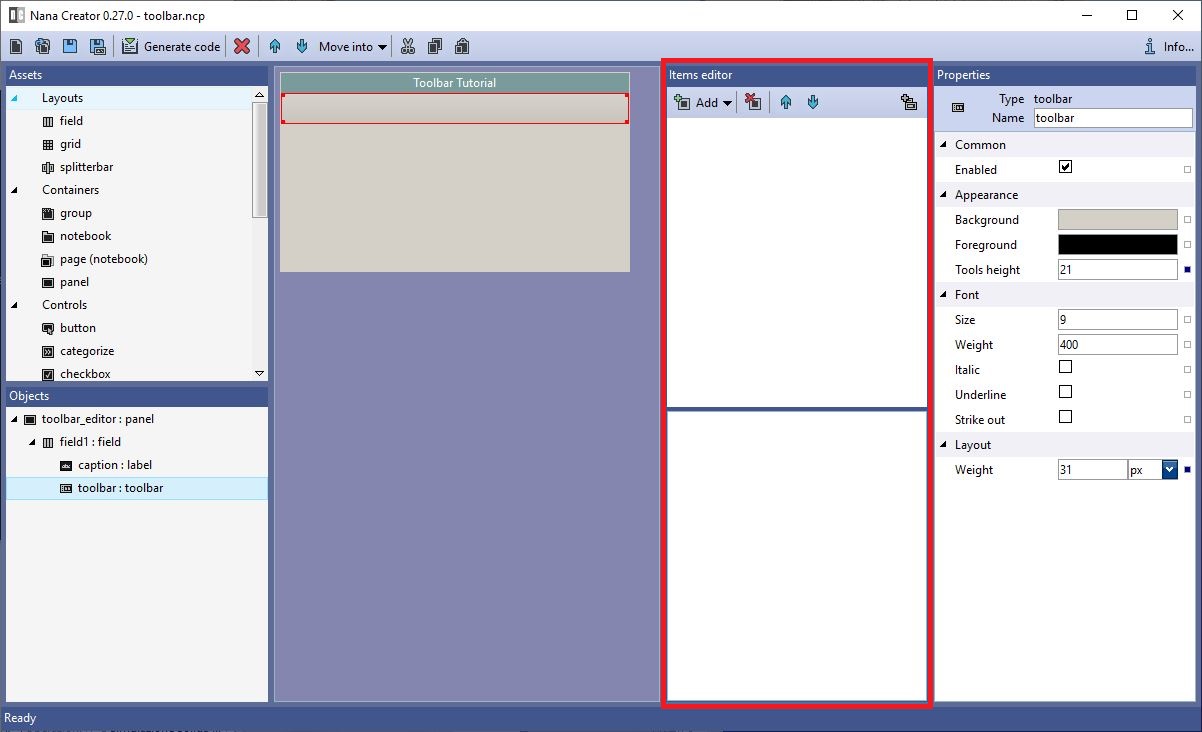 Nana Creator 0.27.0 - toolbar.ncp
Generate code
Move into
Info...
Assets
Layouts
field
grid
splitterbar
Containers
group
notebook
page (notebook)
panel
Controls
button
categorize
checkbox
Objects
toolbar_editor : panel
field1 : field
caption : label
toolbar : toolbar
Toolbar Tutorial
Items editor
Add
Properties
Type toolbar
Name toolbar
Common
Enabled
Appearance
Background
Foreground
Tools height 21
Font
Size 9
Weight 400
Italic
Underline
Strike out
Layout
Weight 31 px
Ready